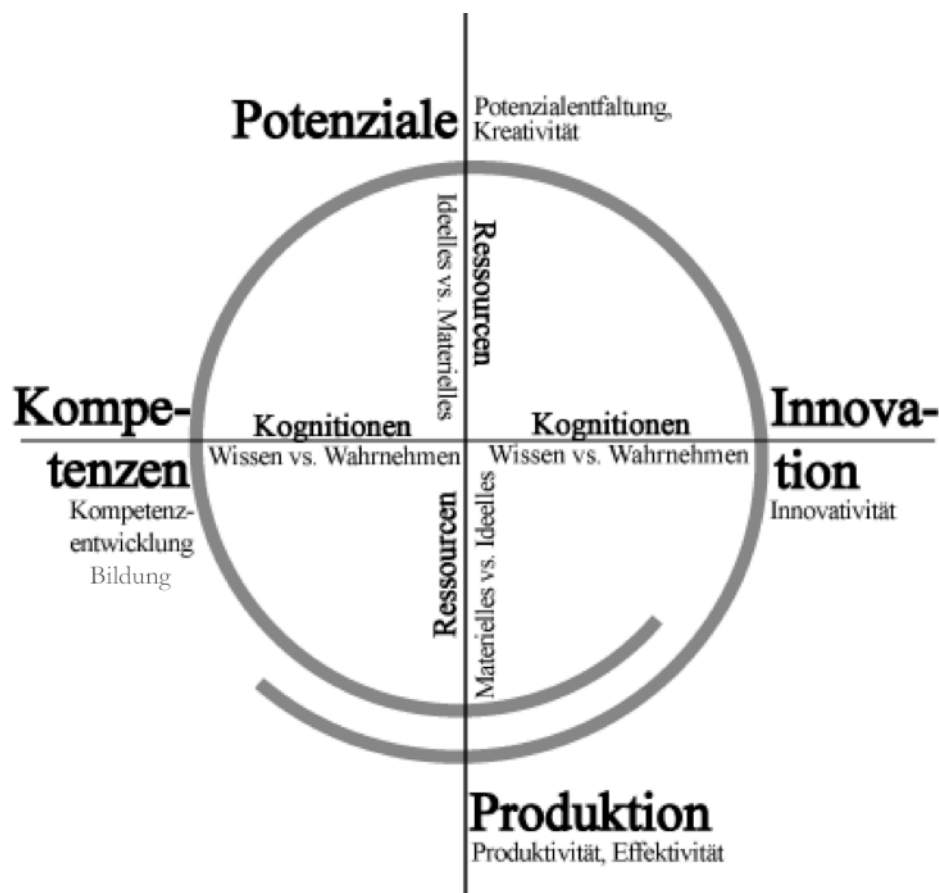 Potenziale
Potenzialentfaltung,
Kreativität
Ideelles vs. Materielles
Ressourcen
Kompe-
tenzen
Kompetenz-
entwicklung
Bildung
Kognitionen
Wissen vs. Wahrnehmen
Kognitionen
Wissen vs. Wahrnehmen
Innova-
tion
Innovativität
Ressourcen
Materielles vs. Ideelles
Produktion
Produktivität, Effektivität